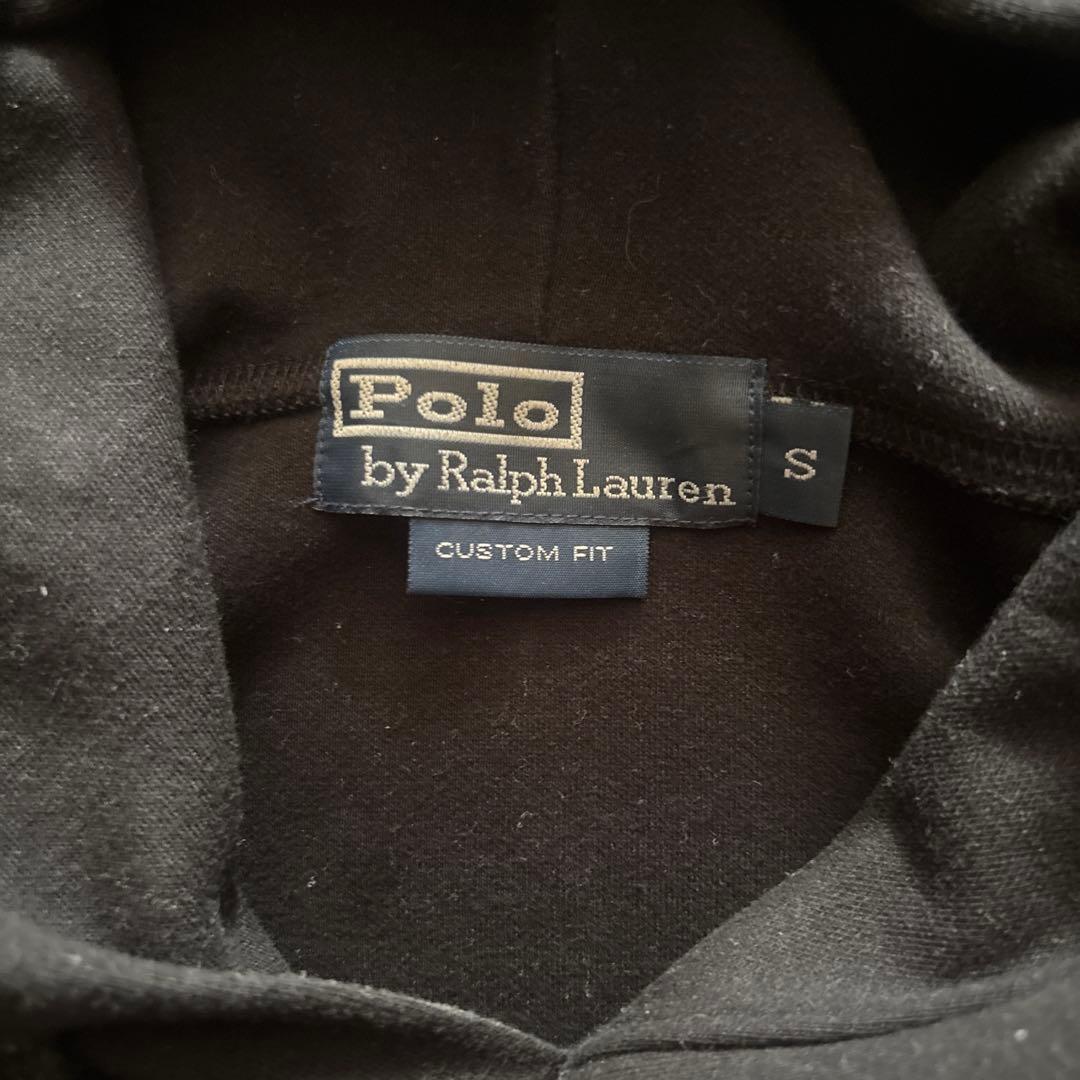 Polo
by Ralph Lauren
S
CUSTOM FIT